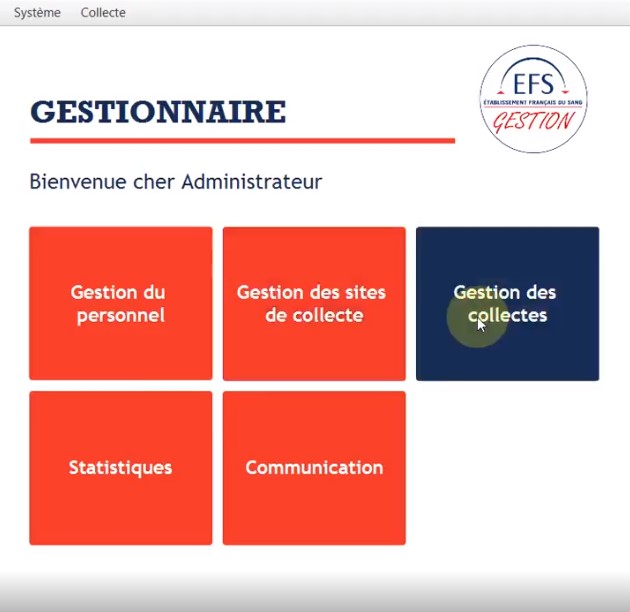 Système Collecte
EFS
ÉTABLISSEMENT FRANÇAIS DU SANG
GESTION
GESTIONNAIRE
Bienvenue cher Administrateur
Gestion du
personnel
Gestion des sites
de collecte
Gestion des
collectes
Statistiques
Communication